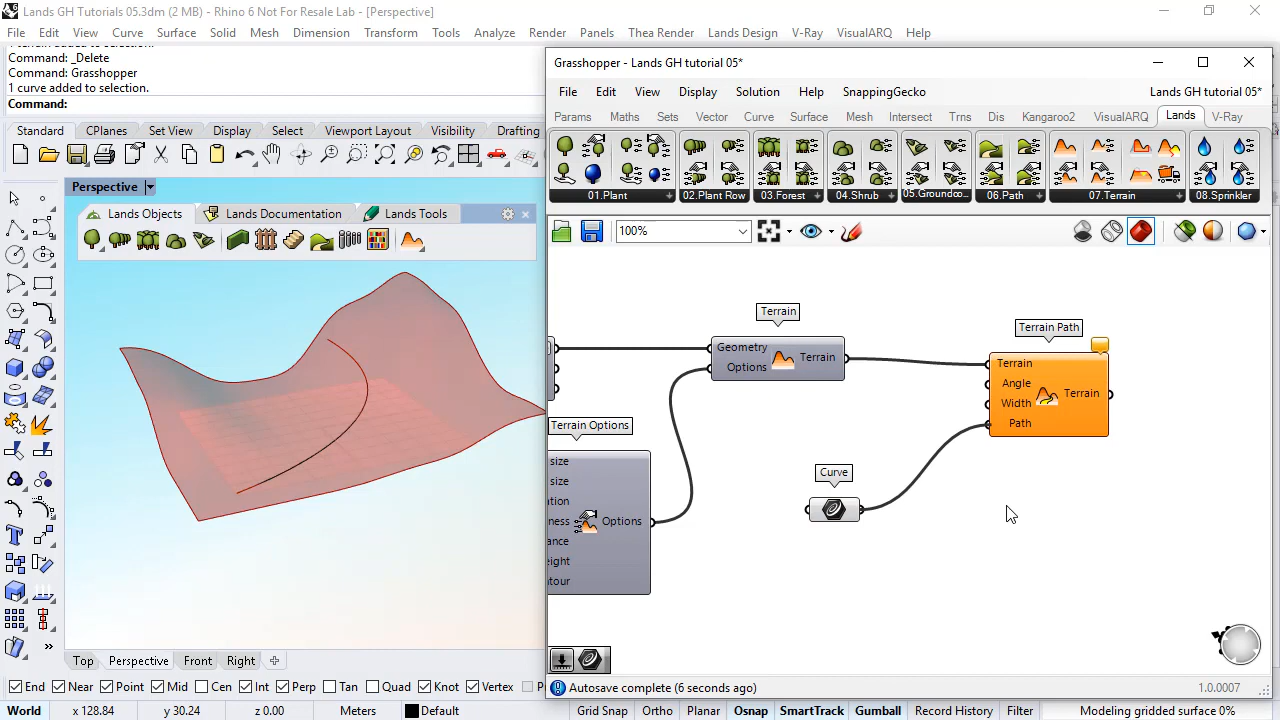 Lands GH Tutorials 05.3dm (2 MB) - Rhino 6 Not For Resale Lab - [Perspective]
File Edit View Curve Surface Solid Mesh Dimension Transform Tools Analyze Render Panels Thea Render Lands Design V-Ray VisualARQ Help
Command: _Delete
Command: Grasshopper
1 curve added to selection.
Command:
Standard CPlanes Set View Display Select Viewport Layout Visibility Drafting
Perspective
Lands Objects Lands Documentation Lands Tools
Grasshopper - Lands GH tutorial 05*
File Edit View Display Solution Help SnappingGecko Lands GH tutorial 05*
Params Maths Sets Vector Curve Surface Mesh Intersect Trns Dis Kangaroo2 VisualARQ Lands V-Ray
01.Plant 02.Plant Row 03.Forest 04.Shrub 05.Groundco... 06.Path 07.Terrain 08.Sprinkler
100%
Terrain
Geometry
Options
Terrain
Terrain Path
Terrain
Angle
Width
Path
Terrain
Curve
Terrain Options
size
size
ation
ness
ance
eight
tour
Options
Autosave complete (6 seconds ago) 1.0.0007
Top Perspective Front Right
End Near Point Mid Cen Int Perp Tan Quad Knot Vertex P
World x 128.84 y 30.24 z 0.00 Meters Default Grid Snap Ortho Planar Osnap SmartTrack Gumball Record History Filter Modeling gridded surface 0%